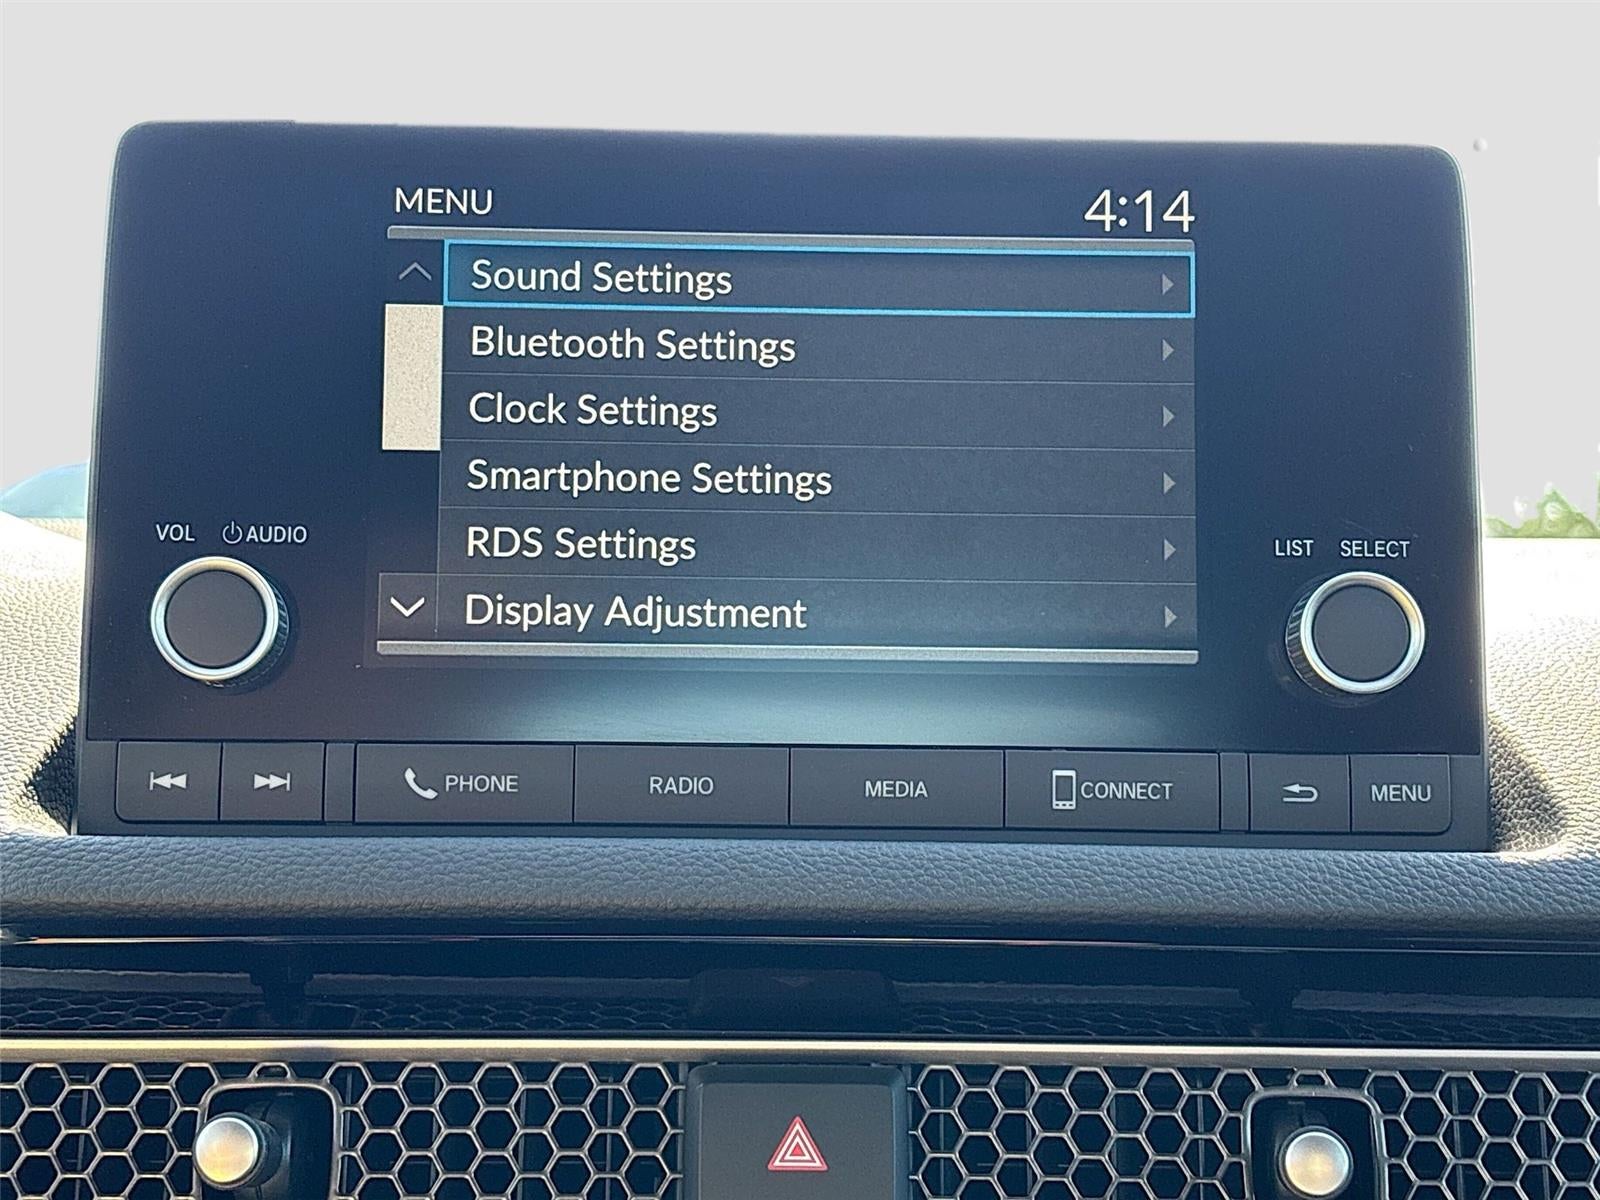 MENU 4:14
Sound Settings
Bluetooth Settings
Clock Settings
Smartphone Settings
RDS Settings
Display Adjustment
VOL AUDIO
LIST SELECT
PHONE RADIO MEDIA CONNECT MENU